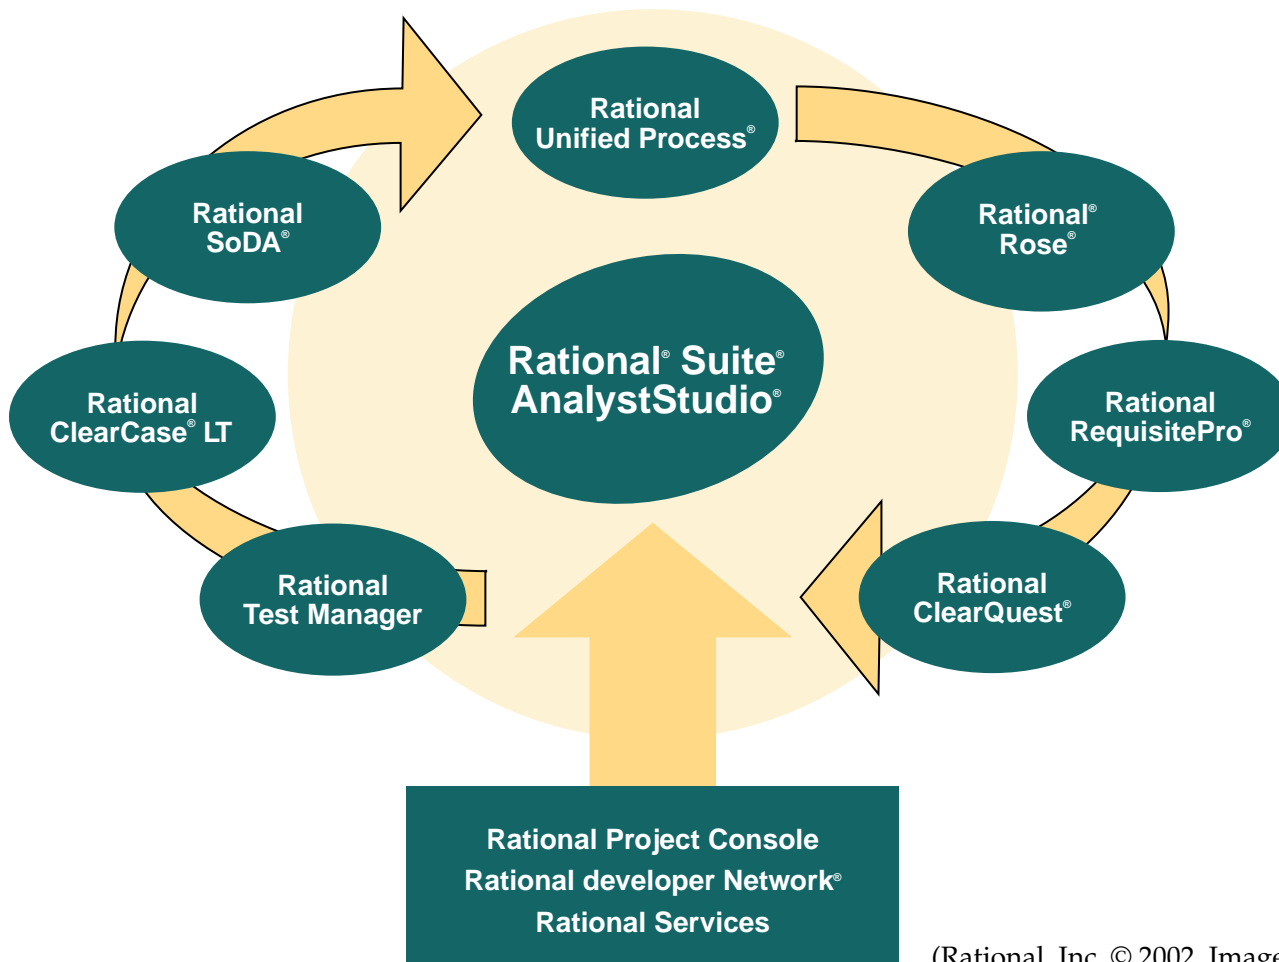 Rational
Unified Process®
Rational®
Rose®
Rational
SoDA®
Rational® Suite®
AnalystStudio®
Rational
ClearCase® LT
Rational
RequisitePro®
Rational
Test Manager
Rational
ClearQuest®
Rational Project Console
Rational developer Network®
Rational Services
(Rational, Inc. © 2002. Image